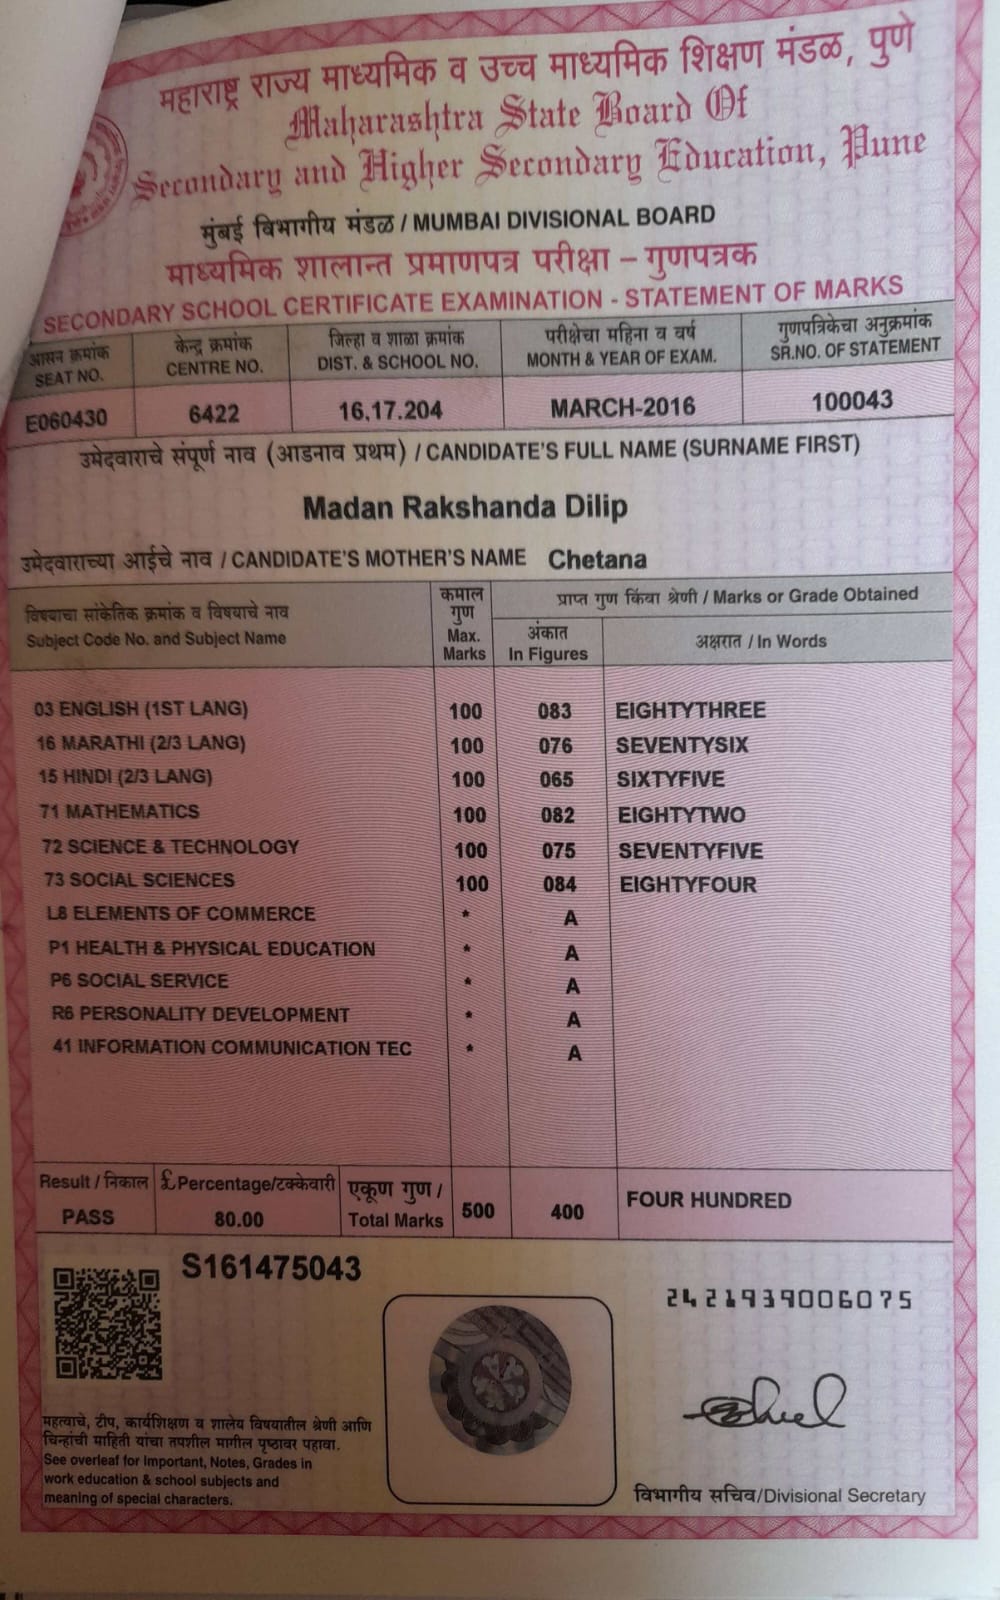 महाराष्ट्र राज्य माध्यमिक व उच्च माध्यमिक शिक्षण मंडळ, पुणे
Maharashtra State Board Of
Secondary and Higher Secondary Education, Pune
मुंबई विभागीय मंडळ / MUMBAI DIVISIONAL BOARD
माध्यमिक शालान्त प्रमाणपत्र परीक्षा – गुणपत्रक
SECONDARY SCHOOL CERTIFICATE EXAMINATION - STATEMENT OF MARKS
आसन क्रमांक केन्द्र क्रमांक जिल्हा व शाळा क्रमांक परीक्षेचा महिना व वर्ष गुणपत्रिकेचा अनुक्रमांक
SEAT NO. CENTRE NO. DIST. & SCHOOL NO. MONTH & YEAR OF EXAM. SR.NO. OF STATEMENT
E060430 6422 16.17.204 MARCH-2016 100043
उमेदवाराचे संपूर्ण नाव (आडनाव प्रथम) / CANDIDATE'S FULL NAME (SURNAME FIRST)
Madan Rakshanda Dilip
उमेदवाराच्या आईचे नाव / CANDIDATE'S MOTHER'S NAME Chetana
विषयाचा सांकेतिक क्रमांक व विषयाचे नाव
Subject Code No. and Subject Name
कमाल
गुण
Max.
Marks
प्राप्त गुण किंवा श्रेणी / Marks or Grade Obtained
अंकात
In Figures
अक्षरात / In Words
03 ENGLISH (1ST LANG) 100 083 EIGHTYTHREE
16 MARATHI (2/3 LANG) 100 076 SEVENTYSIX
15 HINDI (2/3 LANG) 100 065 SIXTYFIVE
71 MATHEMATICS 100 082 EIGHTYTWO
72 SCIENCE & TECHNOLOGY 100 075 SEVENTYFIVE
73 SOCIAL SCIENCES 100 084 EIGHTYFOUR
L8 ELEMENTS OF COMMERCE * A
P1 HEALTH & PHYSICAL EDUCATION * A
P6 SOCIAL SERVICE * A
R6 PERSONALITY DEVELOPMENT * A
41 INFORMATION COMMUNICATION TEC * A
Result / निकाल £Percentage/टक्केवारी एकूण गुण /
PASS 80.00 Total Marks 500 400 FOUR HUNDRED
S161475043
2421939006075
महत्वाचे, टीप, कार्यशिक्षण व शालेय विषयातील श्रेणी आणि
चिन्हांची माहिती यांचा तपशील मागील पृष्ठावर पहावा.
See overleaf for Important, Notes, Grades in
work education & school subjects and
meaning of special characters.
विभागीय सचिव/Divisional Secretary